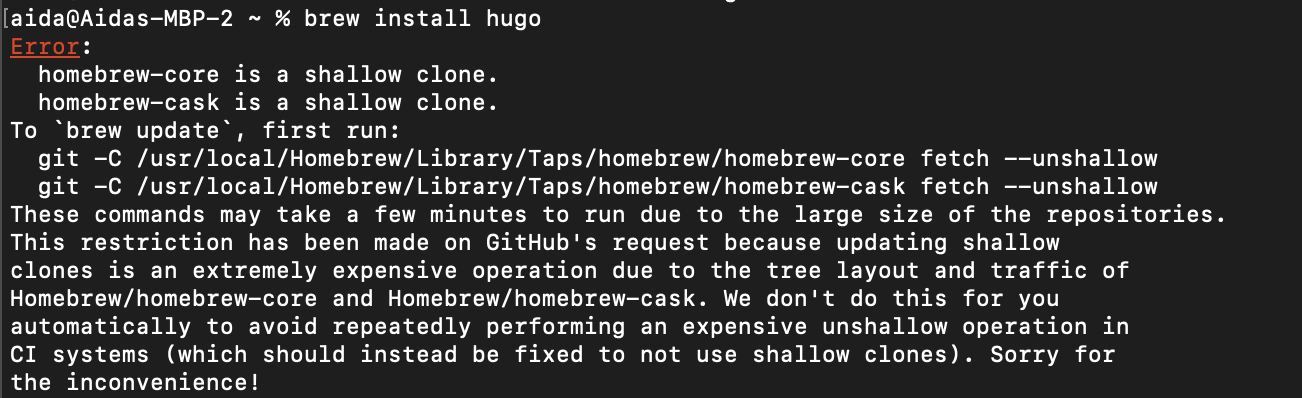 [aida@Aidas-MBP-2 ~ % brew install hugo
Error:
  homebrew-core is a shallow clone.
  homebrew-cask is a shallow clone.
To `brew update`, first run:
  git -C /usr/local/Homebrew/Library/Taps/homebrew/homebrew-core fetch --unshallow
  git -C /usr/local/Homebrew/Library/Taps/homebrew/homebrew-cask fetch --unshallow
These commands may take a few minutes to run due to the large size of the repositories.
This restriction has been made on GitHub's request because updating shallow
clones is an extremely expensive operation due to the tree layout and traffic of
Homebrew/homebrew-core and Homebrew/homebrew-cask. We don't do this for you
automatically to avoid repeatedly performing an expensive unshallow operation in
CI systems (which should instead be fixed to not use shallow clones). Sorry for
the inconvenience!